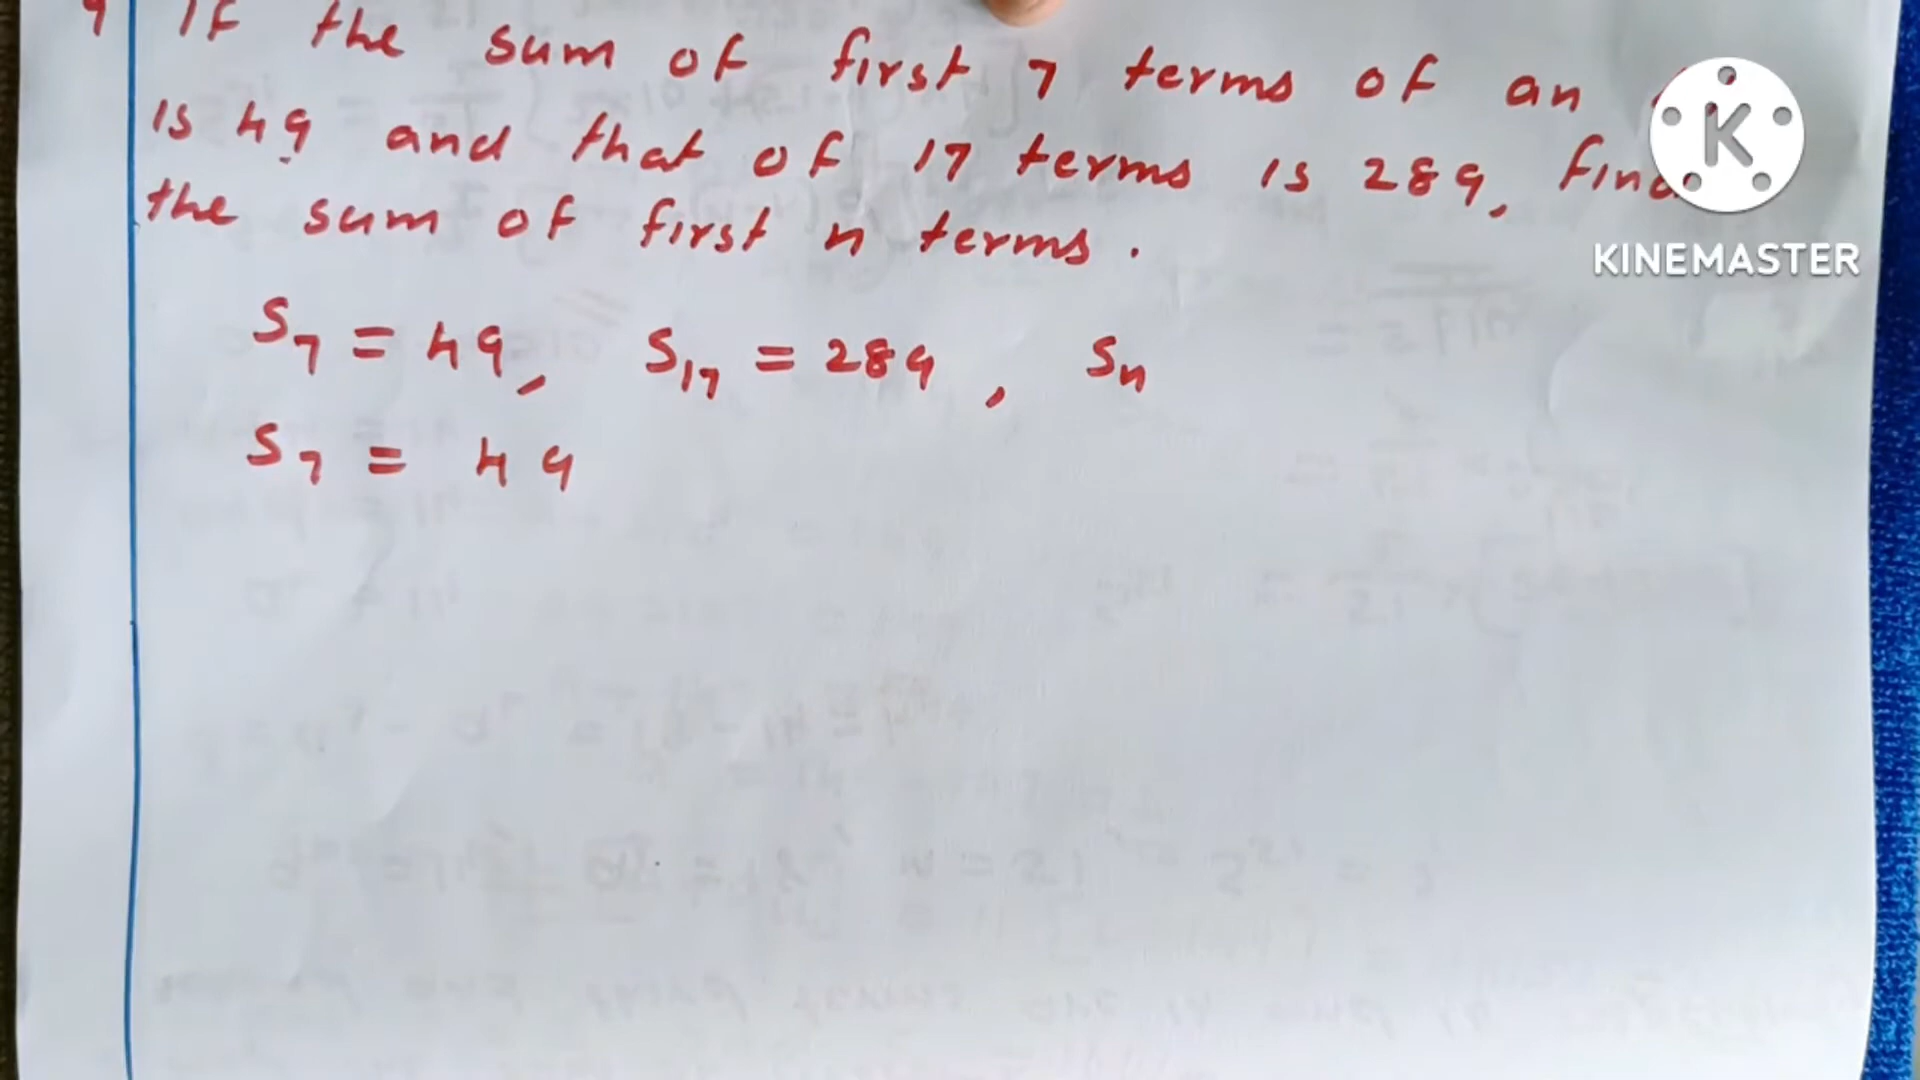 9 If the sum of first 7 terms of an
is 49 and that of 17 terms is 289, find
the sum of first n terms.
S₇ = 49, S₁₇ = 289, Sₙ
S₇ = 49
K
KINEMASTER